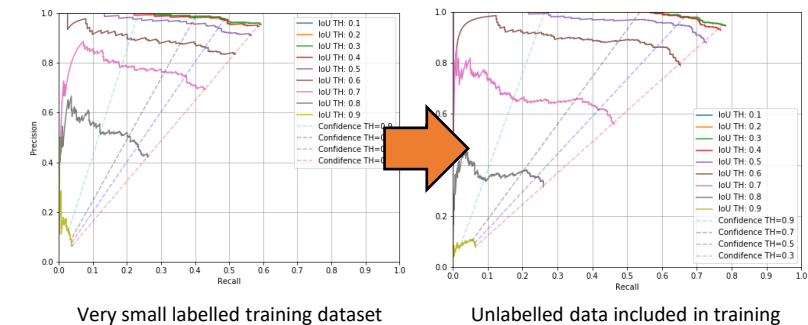 1.0
0.8
0.6
0.4
0.2
0.0
Precision
0.0 0.1 0.2 0.3 0.4 0.5 0.6 0.7 0.8 0.9 1.0
Recall
IoU TH: 0.1
IoU TH: 0.2
IoU TH: 0.3
IoU TH: 0.4
IoU TH: 0.5
IoU TH: 0.6
IoU TH: 0.7
IoU TH: 0.8
IoU TH: 0.9
Confidence TH=0.9
Confidence TH=0.
Confidence TH=0.
Condifence TH=0.
Very small labelled training dataset
1.0
0.8
0.6
0.2
0.0
0.0 0.1 0.2 0.3 0.4 0.5 0.6 0.7 0.8 0.9 1.0
Recall
IoU TH: 0.1
IoU TH: 0.2
IoU TH: 0.3
IoU TH: 0.4
IoU TH: 0.5
IoU TH: 0.6
IoU TH: 0.7
IoU TH: 0.8
IoU TH: 0.9
Confidence TH=0.9
Confidence TH=0.7
Confidence TH=0.5
Condifence TH=0.3
Unlabelled data included in training